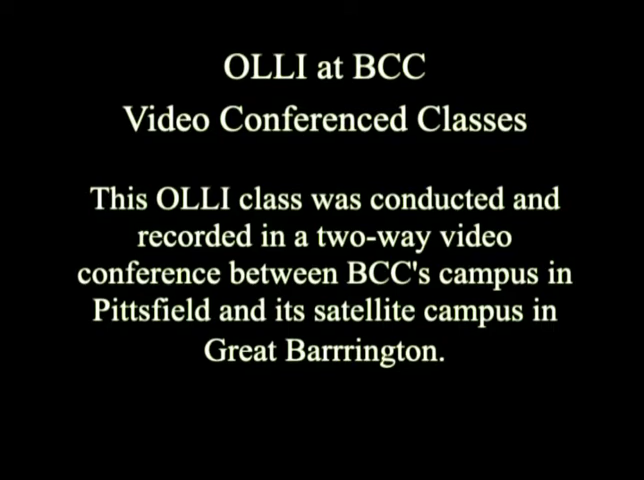 OLLI at BCC
Video Conferenced Classes
This OLLI class was conducted and
recorded in a two-way video
conference between BCC's campus in
Pittsfield and its satellite campus in
Great Barrrington.